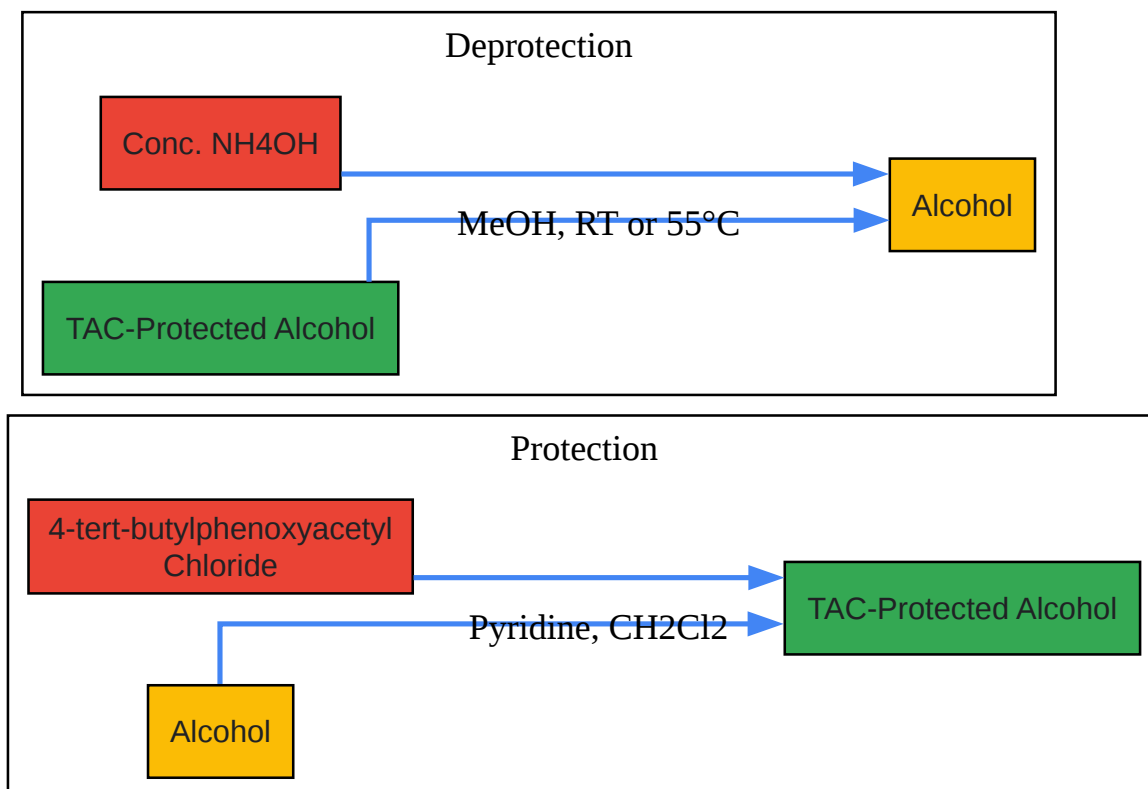 Deprotection
Conc. NH4OH
Alcohol
MeOH, RT or 55°C
TAC-Protected Alcohol
Protection
4-tert-butylphenoxyacetyl
Chloride
TAC-Protected Alcohol
Pyridine, CH2Cl2
Alcohol